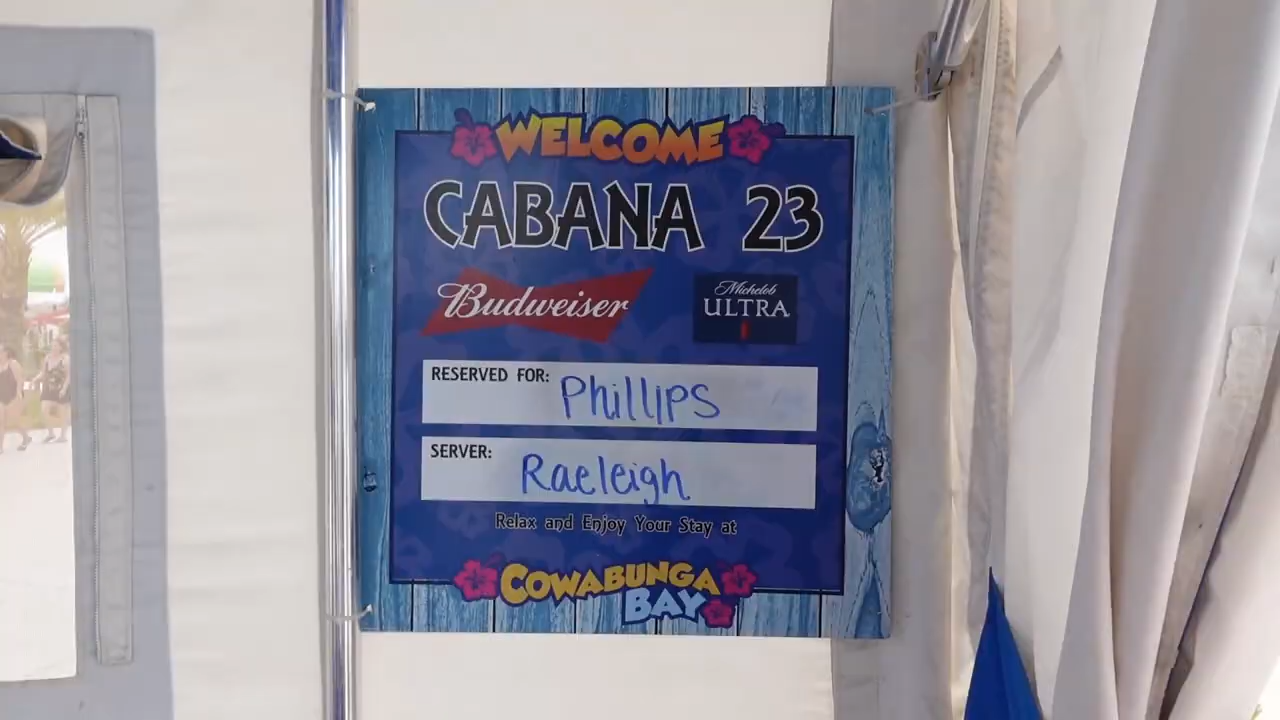 WELCOME
CABANA 23
Budweiser
Michelob
ULTRA
RESERVED FOR: Phillips
SERVER: Raeleigh
Relax and Enjoy Your Stay at
COWABUNGA
BAY